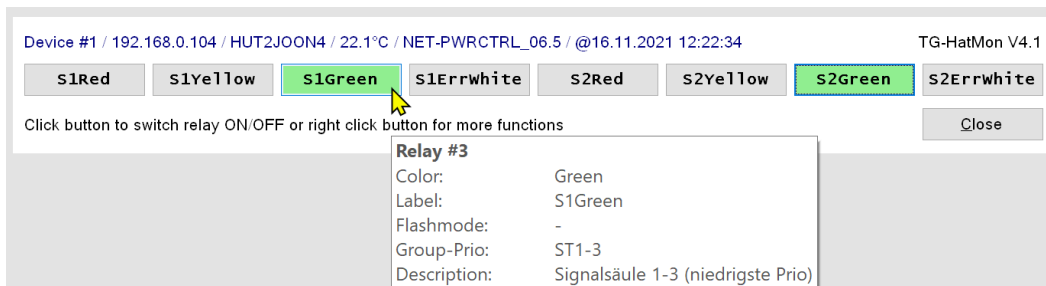 Device #1 / 192.168.0.104 / HUT2JOON4 / 22.1°C / NET-PWRCTRL_06.5 / @16.11.2021 12:22:34 TG-HatMon V4.1
S1Red S1Yellow S1Green S1ErrWhite S2Red S2Yellow S2Green S2ErrWhite
Click button to switch relay ON/OFF or right click button for more functions Close
Relay #3
Color: Green
Label: S1Green
Flashmode: -
Group-Prio: ST1-3
Description: Signalsäule 1-3 (niedrigste Prio)